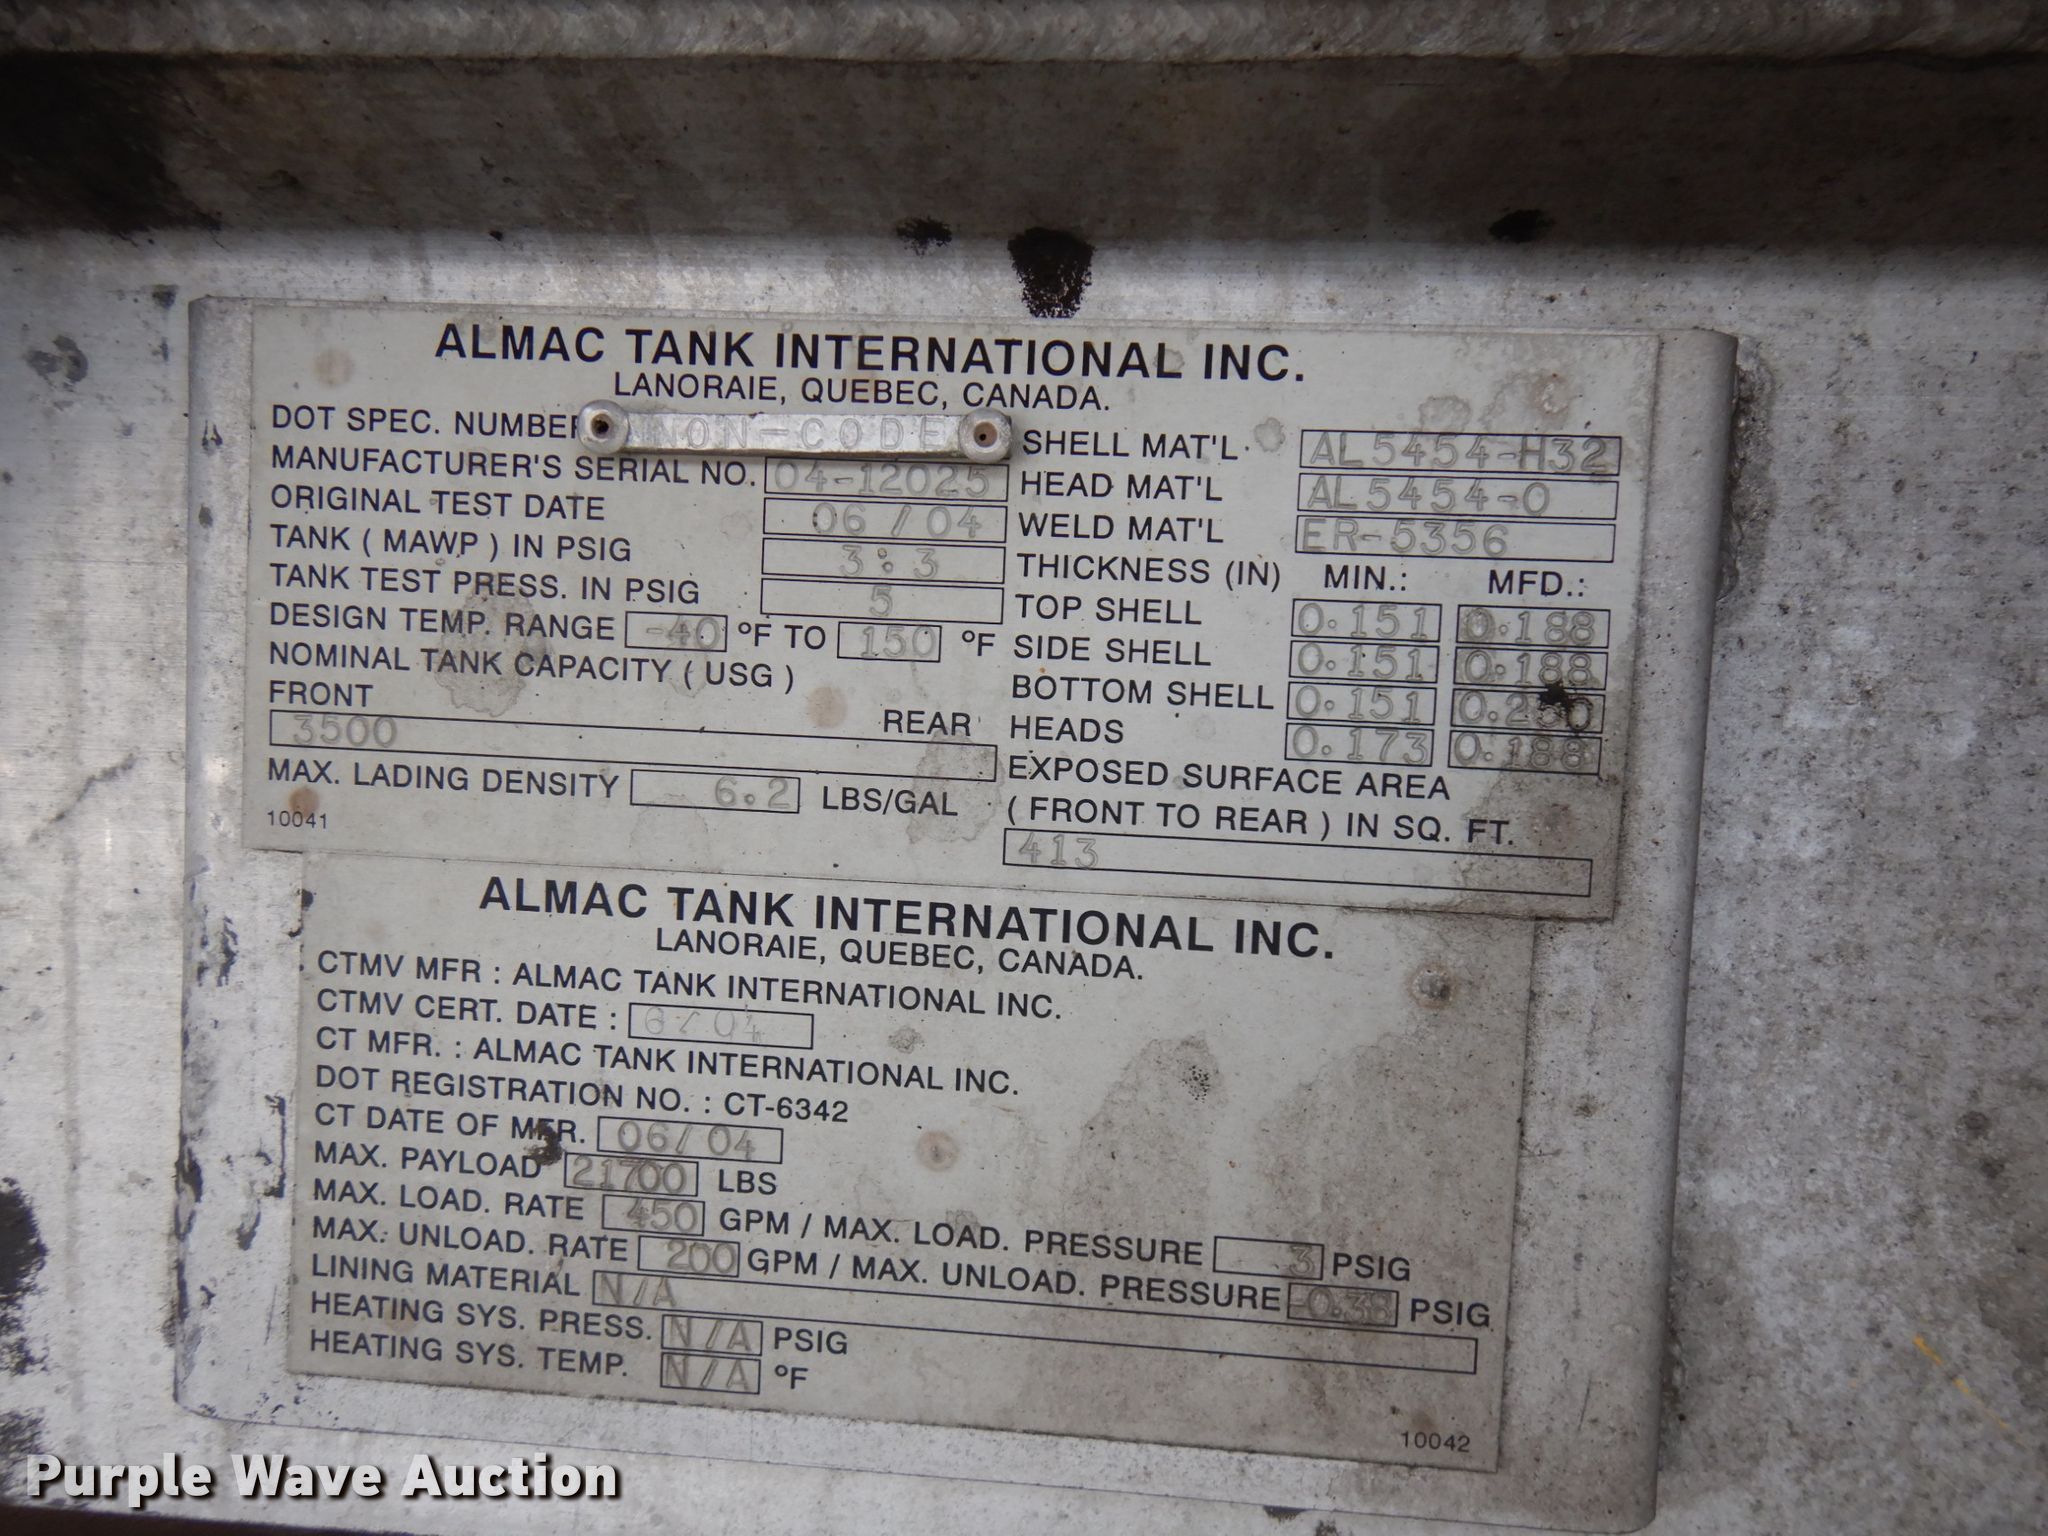 ALMAC TANK INTERNATIONAL INC.
LANORAIE, QUEBEC, CANADA.
DOT SPEC. NUMBER NON-CODE
MANUFACTURER'S SERIAL NO. 04-12025
ORIGINAL TEST DATE 06/04
TANK ( MAWP ) IN PSIG 3.3
TANK TEST PRESS. IN PSIG 5
DESIGN TEMP. RANGE -40 °F TO 150 °F
NOMINAL TANK CAPACITY ( USG )
FRONT REAR
3500
MAX. LADING DENSITY 6.2 LBS/GAL
10041
SHELL MAT'L. AL5454-H32
HEAD MAT'L AL5454-0
WELD MAT'L ER-5356
THICKNESS (IN) MIN.: MFD.:
TOP SHELL 0.151 0.188
SIDE SHELL 0.151 0.188
BOTTOM SHELL 0.151 0.250
HEADS 0.173 0.188
EXPOSED SURFACE AREA
( FRONT TO REAR ) IN SQ. FT.
413
ALMAC TANK INTERNATIONAL INC.
LANORAIE, QUEBEC, CANADA.
CTMV MFR : ALMAC TANK INTERNATIONAL INC.
CTMV CERT. DATE : 6/04
CT MFR. : ALMAC TANK INTERNATIONAL INC.
DOT REGISTRATION NO. : CT-6342
CT DATE OF MFR. 06/04
MAX. PAYLOAD 21700 LBS
MAX. LOAD. RATE 450 GPM / MAX. LOAD. PRESSURE 3 PSIG
MAX. UNLOAD. RATE 200 GPM / MAX. UNLOAD. PRESSURE -0.38 PSIG
LINING MATERIAL N/A
HEATING SYS. PRESS. N/A PSIG
HEATING SYS. TEMP. N/A °F
10042
Purple Wave Auction